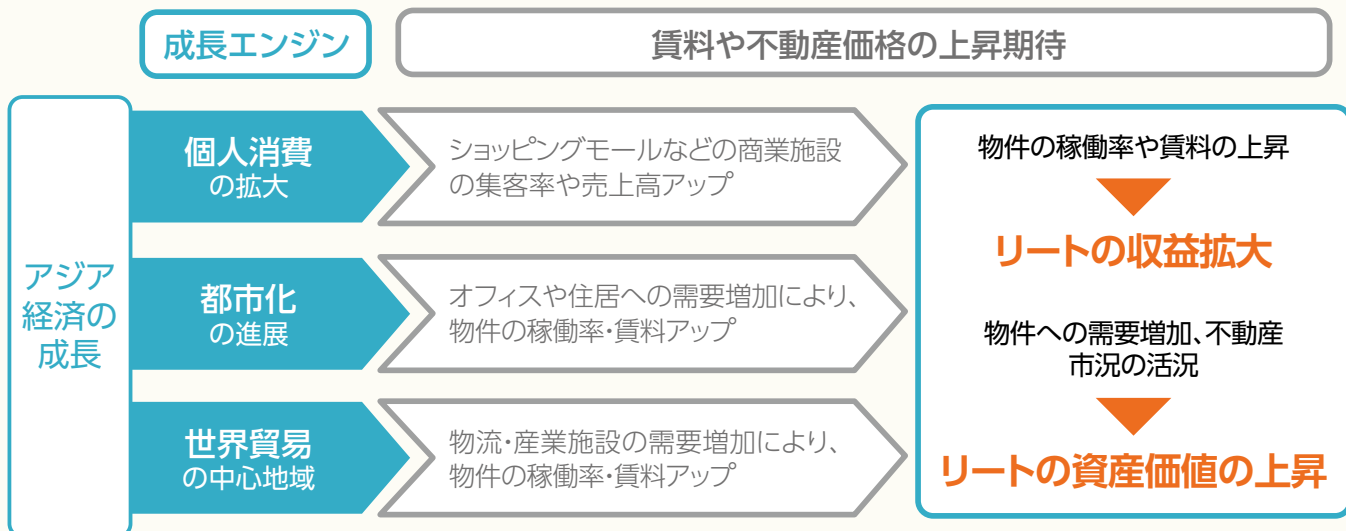 成長エンジン
賃料や不動産価格の上昇期待
アジア
経済の
成長
個人消費
の拡大
ショッピングモールなどの商業施設
の集客率や売上高アップ
都市化
の進展
オフィスや住居への需要増加により、
物件の稼働率・賃料アップ
世界貿易
の中心地域
物流・産業施設の需要増加により、
物件の稼働率・賃料アップ
物件の稼働率や賃料の上昇
リートの収益拡大
物件への需要増加、不動産
市況の活況
リートの資産価値の上昇